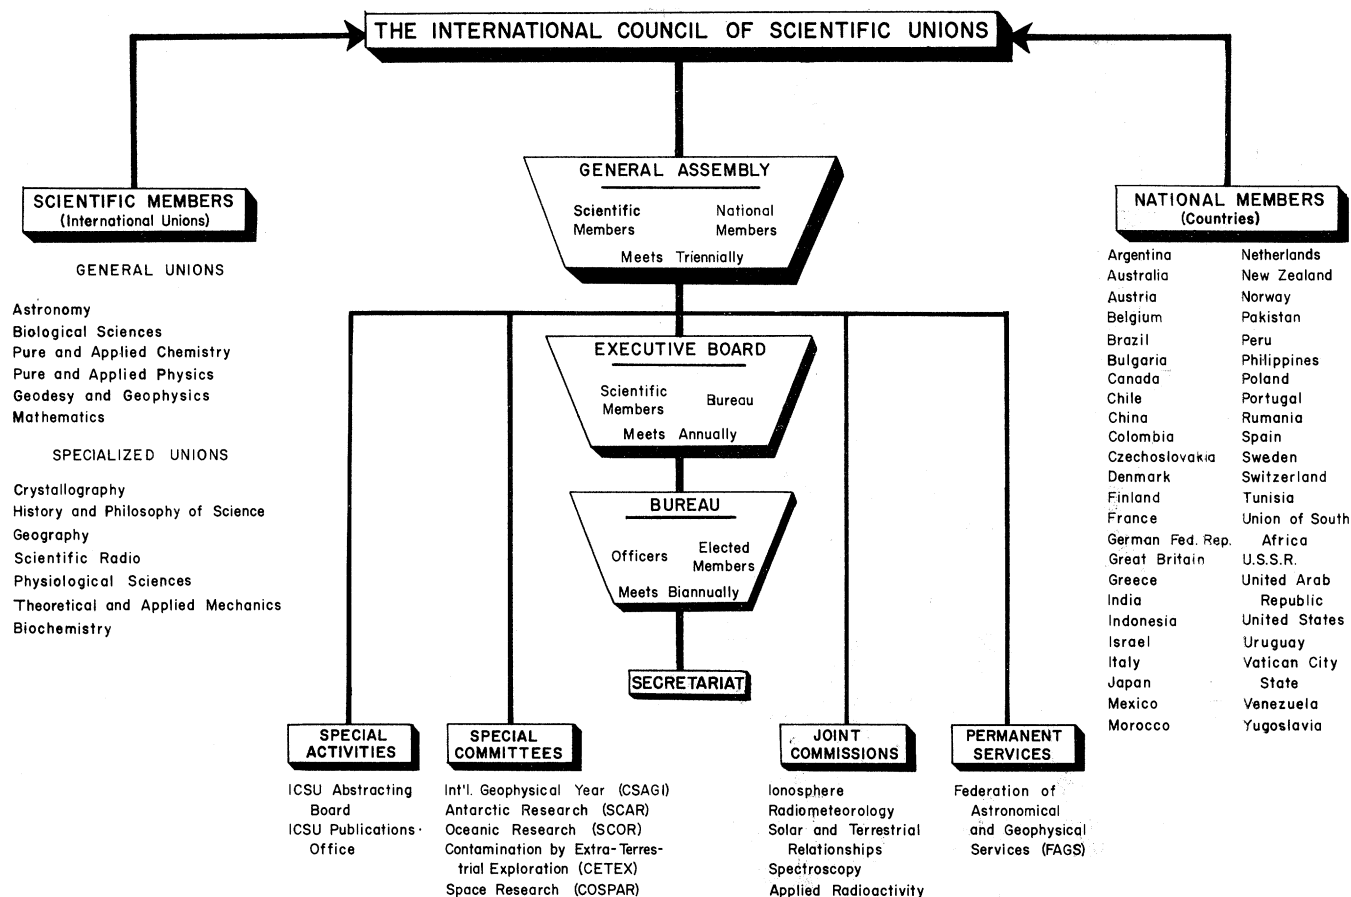 THE INTERNATIONAL COUNCIL OF SCIENTIFIC UNIONS
SCIENTIFIC MEMBERS
(International Unions)
GENERAL UNIONS
Astronomy
Biological Sciences
Pure and Applied Chemistry
Pure and Applied Physics
Geodesy and Geophysics
Mathematics
SPECIALIZED UNIONS
Crystallography
History and Philosophy of Science
Geography
Scientific Radio
Physiological Sciences
Theoretical and Applied Mechanics
Biochemistry
GENERAL ASSEMBLY
Scientific
Members
National
Members
Meets Triennially
EXECUTIVE BOARD
Scientific
Members
Bureau
Meets Annually
BUREAU
Officers
Elected
Members
Meets Biannually
SECRETARIAT
NATIONAL MEMBERS
(Countries)
Argentina
Australia
Austria
Belgium
Brazil
Bulgaria
Canada
Chile
China
Colombia
Czechoslovakia
Denmark
Finland
France
German Fed. Rep.
Great Britain
Greece
India
Indonesia
Israel
Italy
Japan
Mexico
Morocco
Netherlands
New Zealand
Norway
Pakistan
Peru
Philippines
Poland
Portugal
Rumania
Spain
Sweden
Switzerland
Tunisia
Union of South
Africa
U.S.S.R.
United Arab
Republic
United States
Uruguay
Vatican City
State
Venezuela
Yugoslavia
SPECIAL
ACTIVITIES
ICSU Abstracting
Board
ICSU Publications
Office
SPECIAL
COMMITTEES
Int'l. Geophysical Year (CSAGI)
Antarctic Research (SCAR)
Oceanic Research (SCOR)
Contamination by Extra-Terres-
trial Exploration (CETEX)
Space Research (COSPAR)
JOINT
COMMISSIONS
Ionosphere
Radiometeorology
Solar and Terrestrial
Relationships
Spectroscopy
Applied Radioactivity
PERMANENT
SERVICES
Federation of
Astronomical
and Geophysical
Services (FAGS)